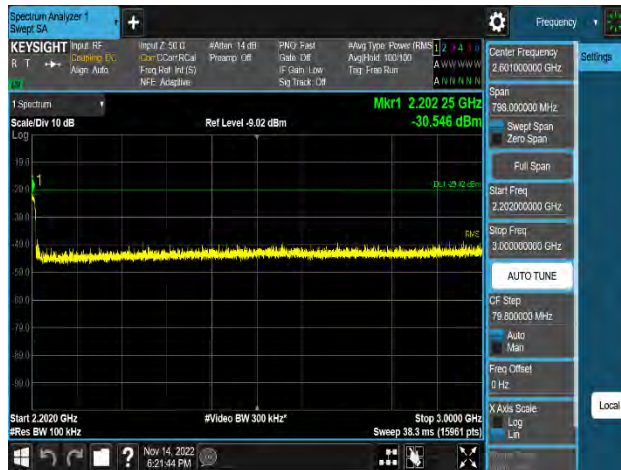 Spectrum Analyzer 1
Swept SA
Frequency
KEYSIGHT
R T
Input: RF
Coupling: DC
Align: Auto
Input Z: 50 Ω
Corr CCorr RCal
Freq Ref: Int (S)
NFE: Adaptive
#Atten: 14 dB
Preamp: Off
PNO: Fast
Gate: Off
IF Gain: Low
Sig Track: Off
#Avg Type: Power (RMS)
Avg|Hold: 100/100
Trig: Free Run
1 2
A W W W W W
A N N N N N
Settings
1 Spectrum
Scale/Div 10 dB
Log
Ref Level -9.02 dBm
Mkr1 2.202 25 GHz
-30.546 dBm
1
RMS
Start 2.2020 GHz
#Res BW 100 kHz
#Video BW 300 kHz*
Stop 3.0000 GHz
Sweep 38.3 ms (15961 pts)
Center Frequency
2.601000000 GHz
Span
798.000000 MHz
Swept Span
Zero Span
Full Span
Start Freq
2.202000000 GHz
Stop Freq
3.000000000 GHz
AUTO TUNE
CF Step
79.800000 MHz
Auto
Man
Freq Offset
0 Hz
X Axis Scale
Log
Lin
Local
Nov 14, 2022
6:21:44 PM